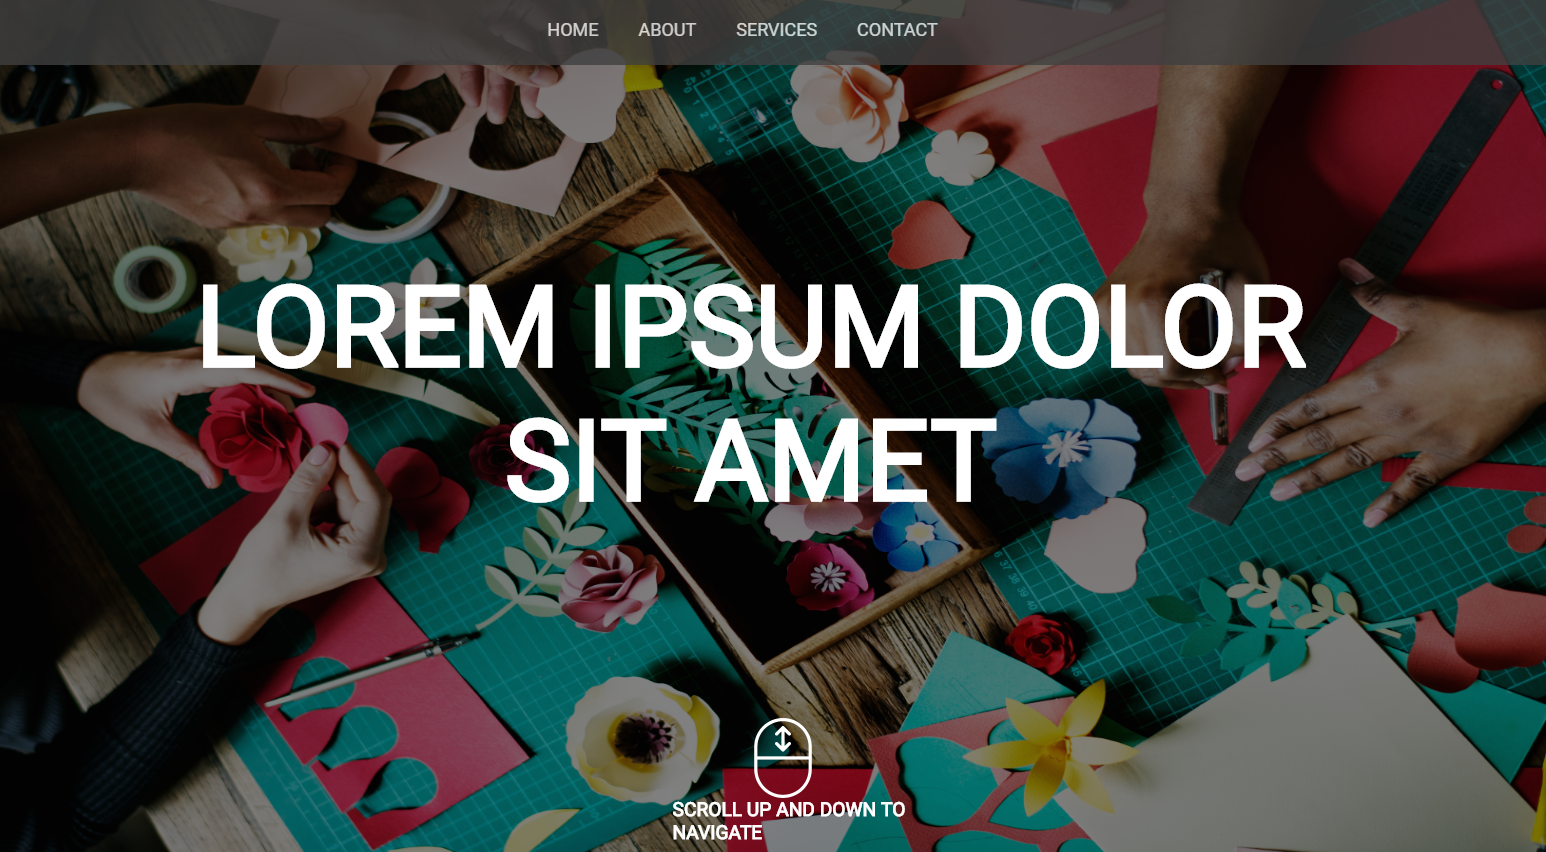 HOME ABOUT SERVICES CONTACT
LOREM IPSUM DOLOR
SIT AMET
SCROLL UP AND DOWN TO
NAVIGATE